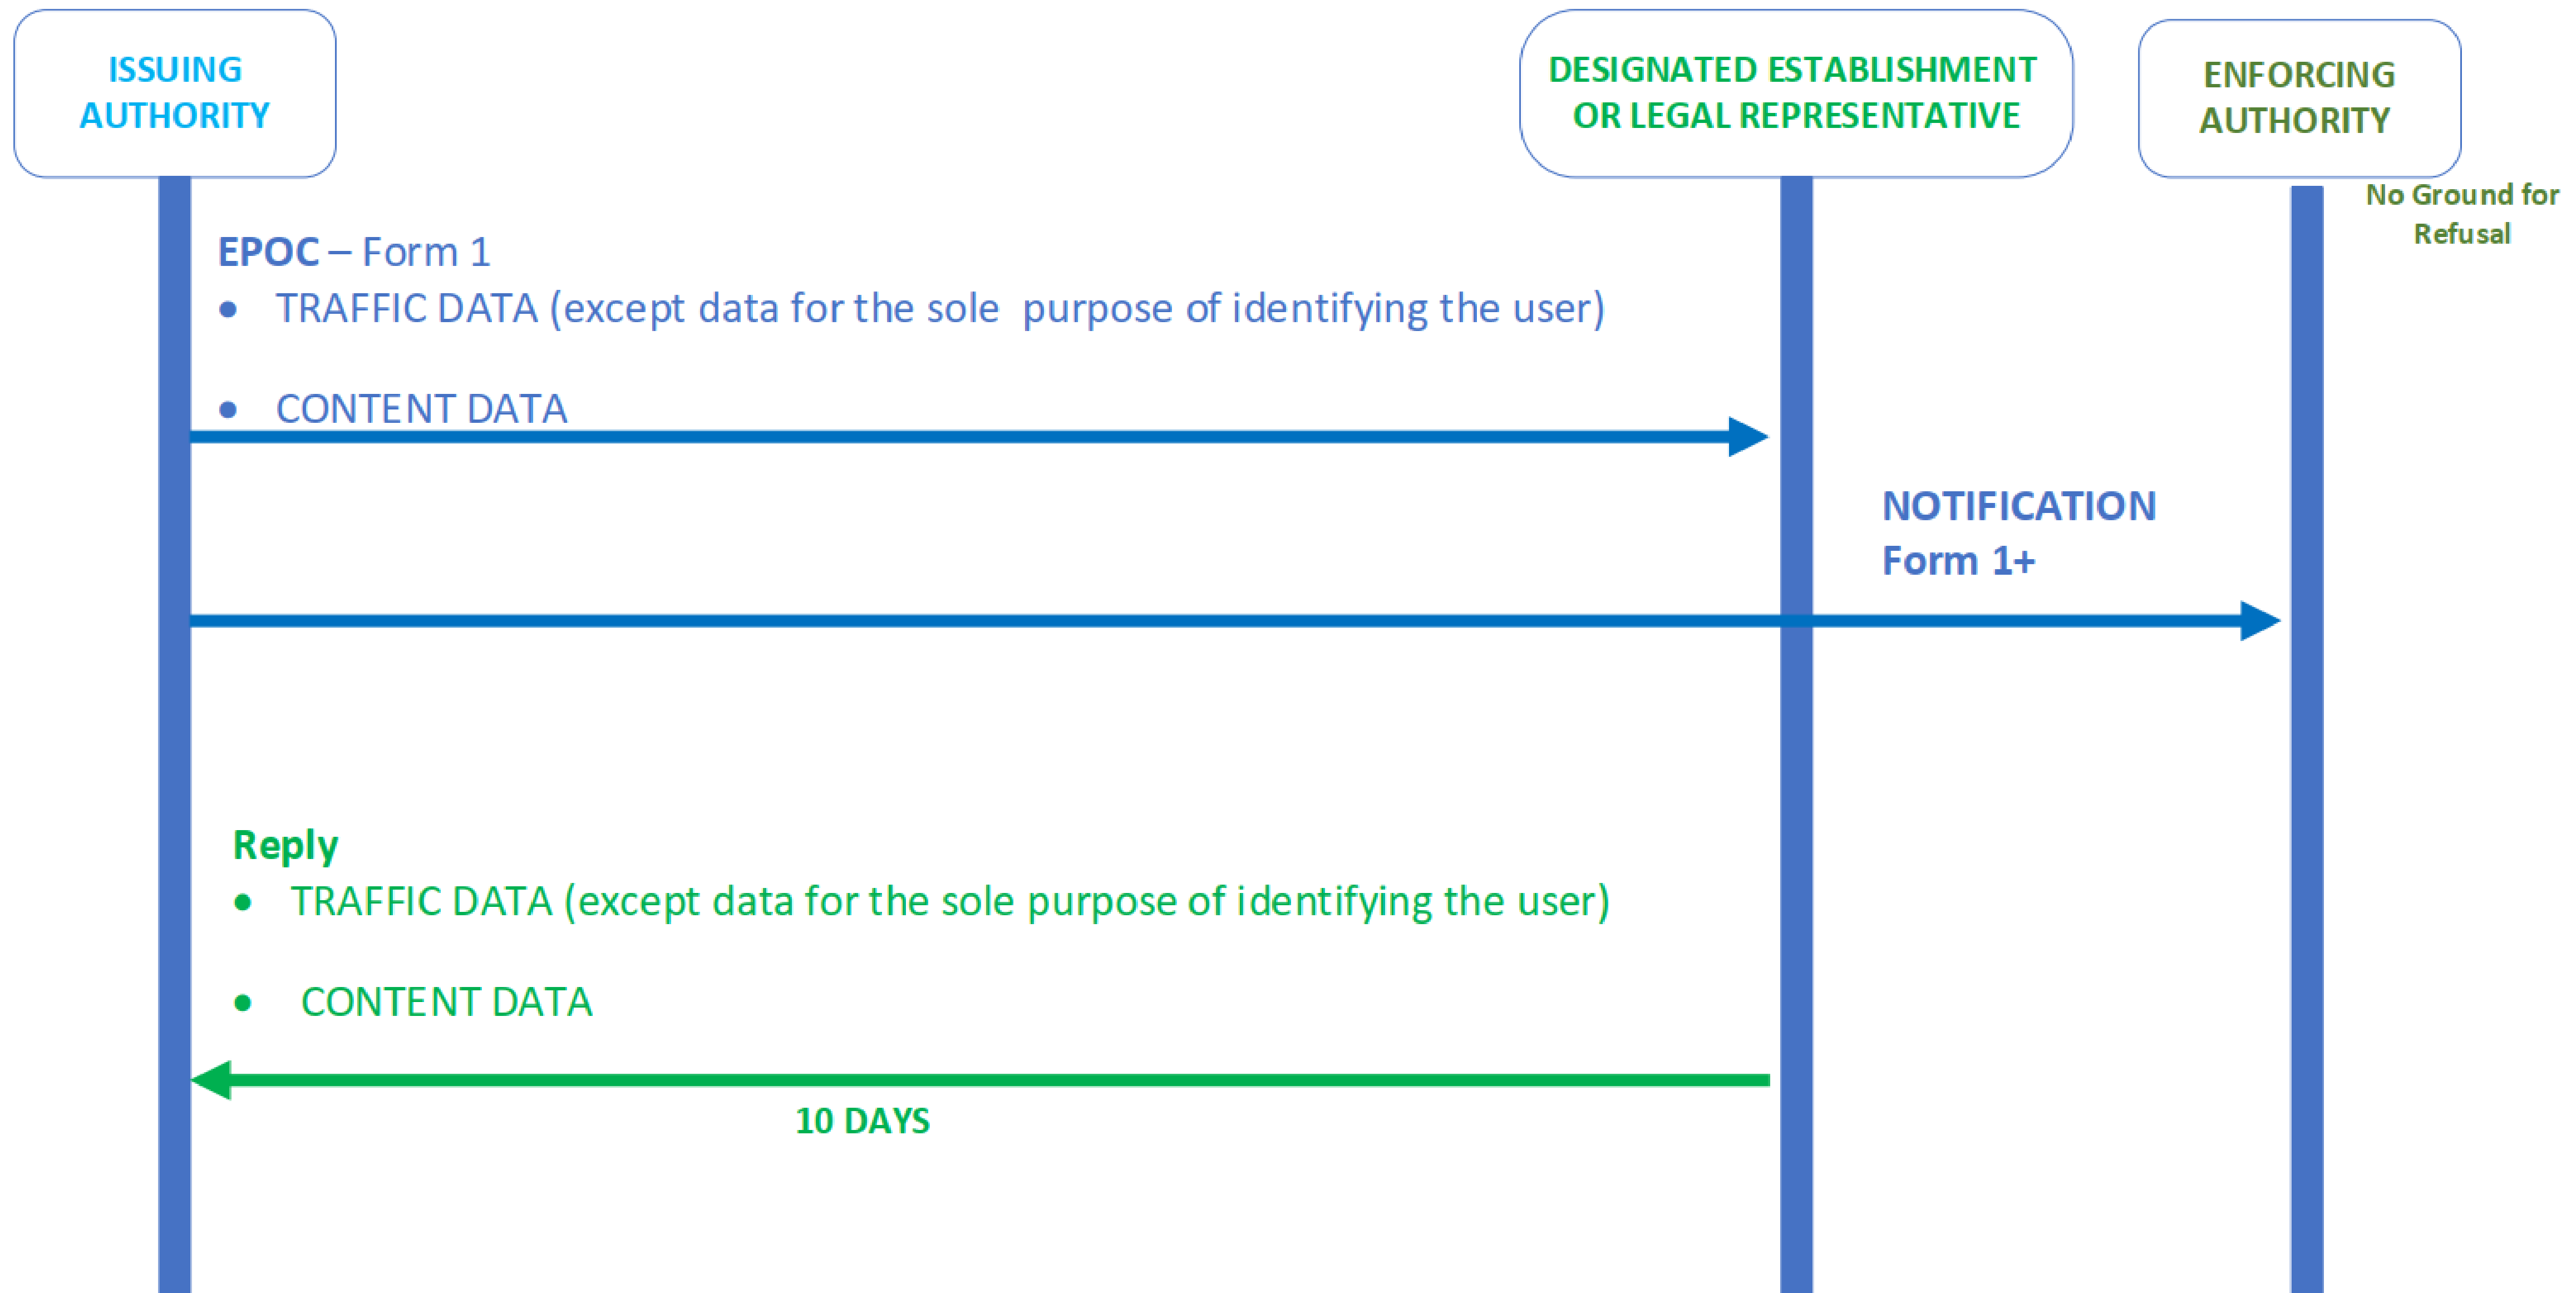 ISSUING
AUTHORITY
DESIGNATED ESTABLISHMENT
OR LEGAL REPRESENTATIVE
ENFORCING
AUTHORITY
No Ground for
Refusal
EPOC – Form 1
• TRAFFIC DATA (except data for the sole purpose of identifying the user)
• CONTENT DATA
NOTIFICATION
Form 1+
Reply
• TRAFFIC DATA (except data for the sole purpose of identifying the user)
• CONTENT DATA
10 DAYS